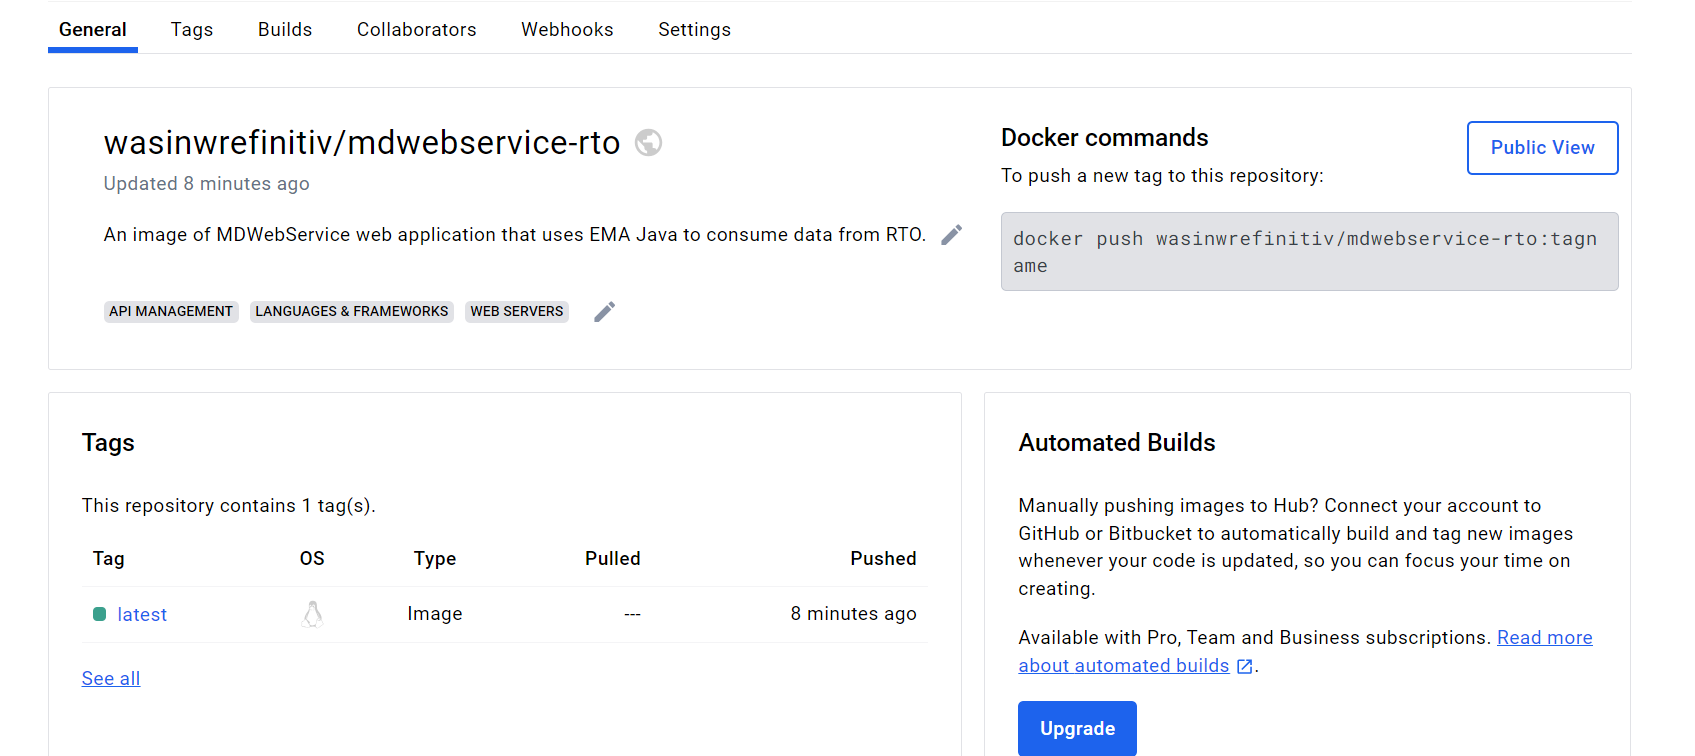 General Tags Builds Collaborators Webhooks Settings
wasinwrefinitiv/mdwebservice-rto
Updated 8 minutes ago
An image of MDWebService web application that uses EMA Java to consume data from RTO.
API MANAGEMENT LANGUAGES & FRAMEWORKS WEB SERVERS
Docker commands
Public View
To push a new tag to this repository:
docker push wasinwrefinitiv/mdwebservice-rto:tagn
ame
Tags
This repository contains 1 tag(s).
Tag OS Type Pulled Pushed
latest Image --- 8 minutes ago
See all
Automated Builds
Manually pushing images to Hub? Connect your account to
GitHub or Bitbucket to automatically build and tag new images
whenever your code is updated, so you can focus your time on
creating.
Available with Pro, Team and Business subscriptions. Read more
about automated builds .
Upgrade